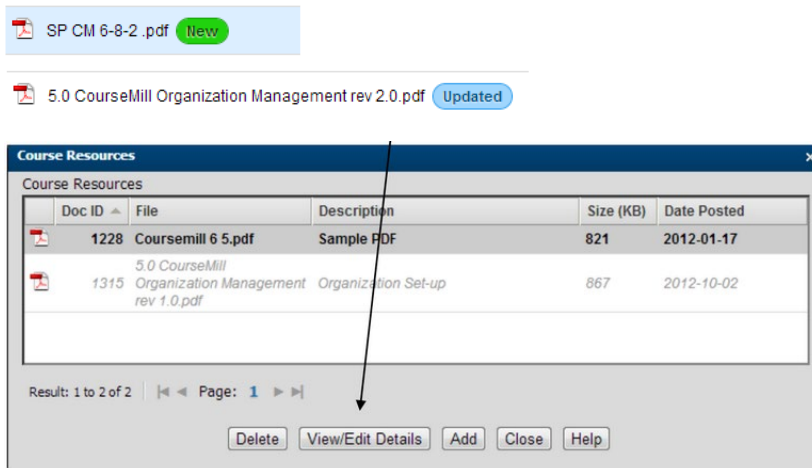 SP CM 6-8-2 .pdf New
5.0 CourseMill Organization Management rev 2.0.pdf Updated
Course Resources x
Course Resources
Doc ID File Description Size (KB) Date Posted
1228 Coursemill 6 5.pdf Sample PDF 821 2012-01-17
5.0 CourseMill
1315 Organization Management Organization Set-up 867 2012-10-02
rev 1.0.pdf
Result: 1 to 2 of 2 Page: 1
Delete View/Edit Details Add Close Help